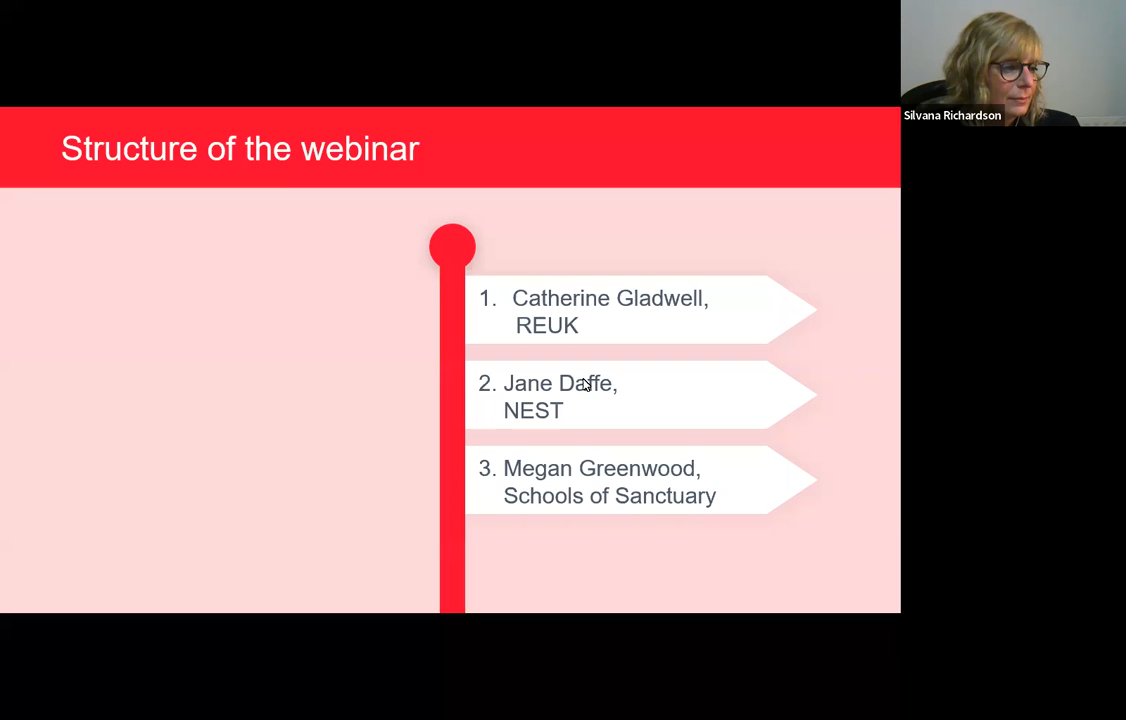 Silvana Richardson
Structure of the webinar
1. Catherine Gladwell,
REUK
2. Jane Daffe,
NEST
3. Megan Greenwood,
Schools of Sanctuary